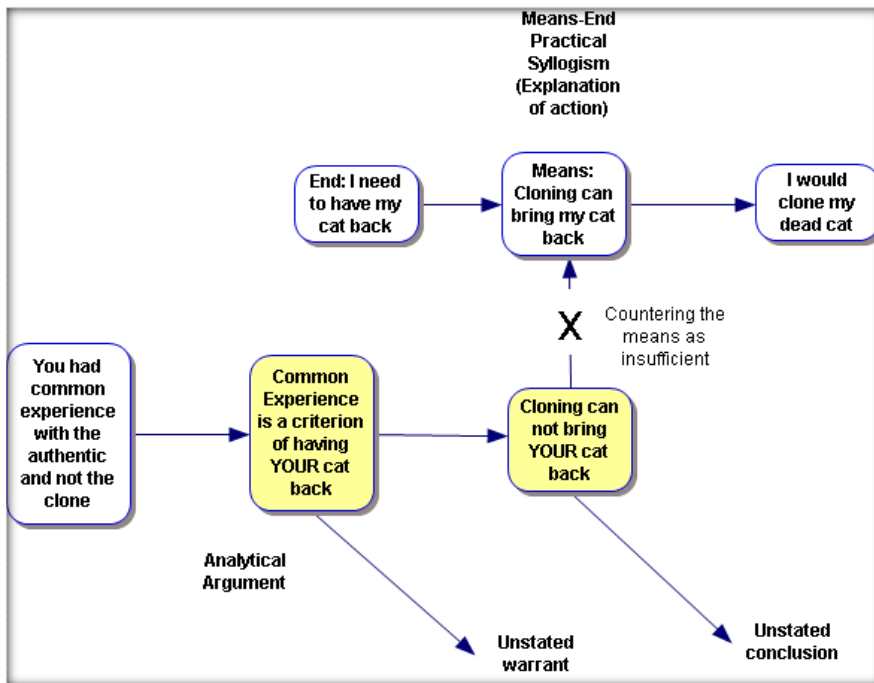 Means-End
Practical
Syllogism
(Explanation
of action)
End: I need
to have my
cat back
Means:
Cloning can
bring my cat
back
I would
clone my
dead cat
X
Countering the
means as
insufficient
You had
common
experience
with the
authentic
and not the
clone
Common
Experience
is a criterion
of having
YOUR cat
back
Cloning can
not bring
YOUR cat
back
Analytical
Argument
Unstated
warrant
Unstated
conclusion